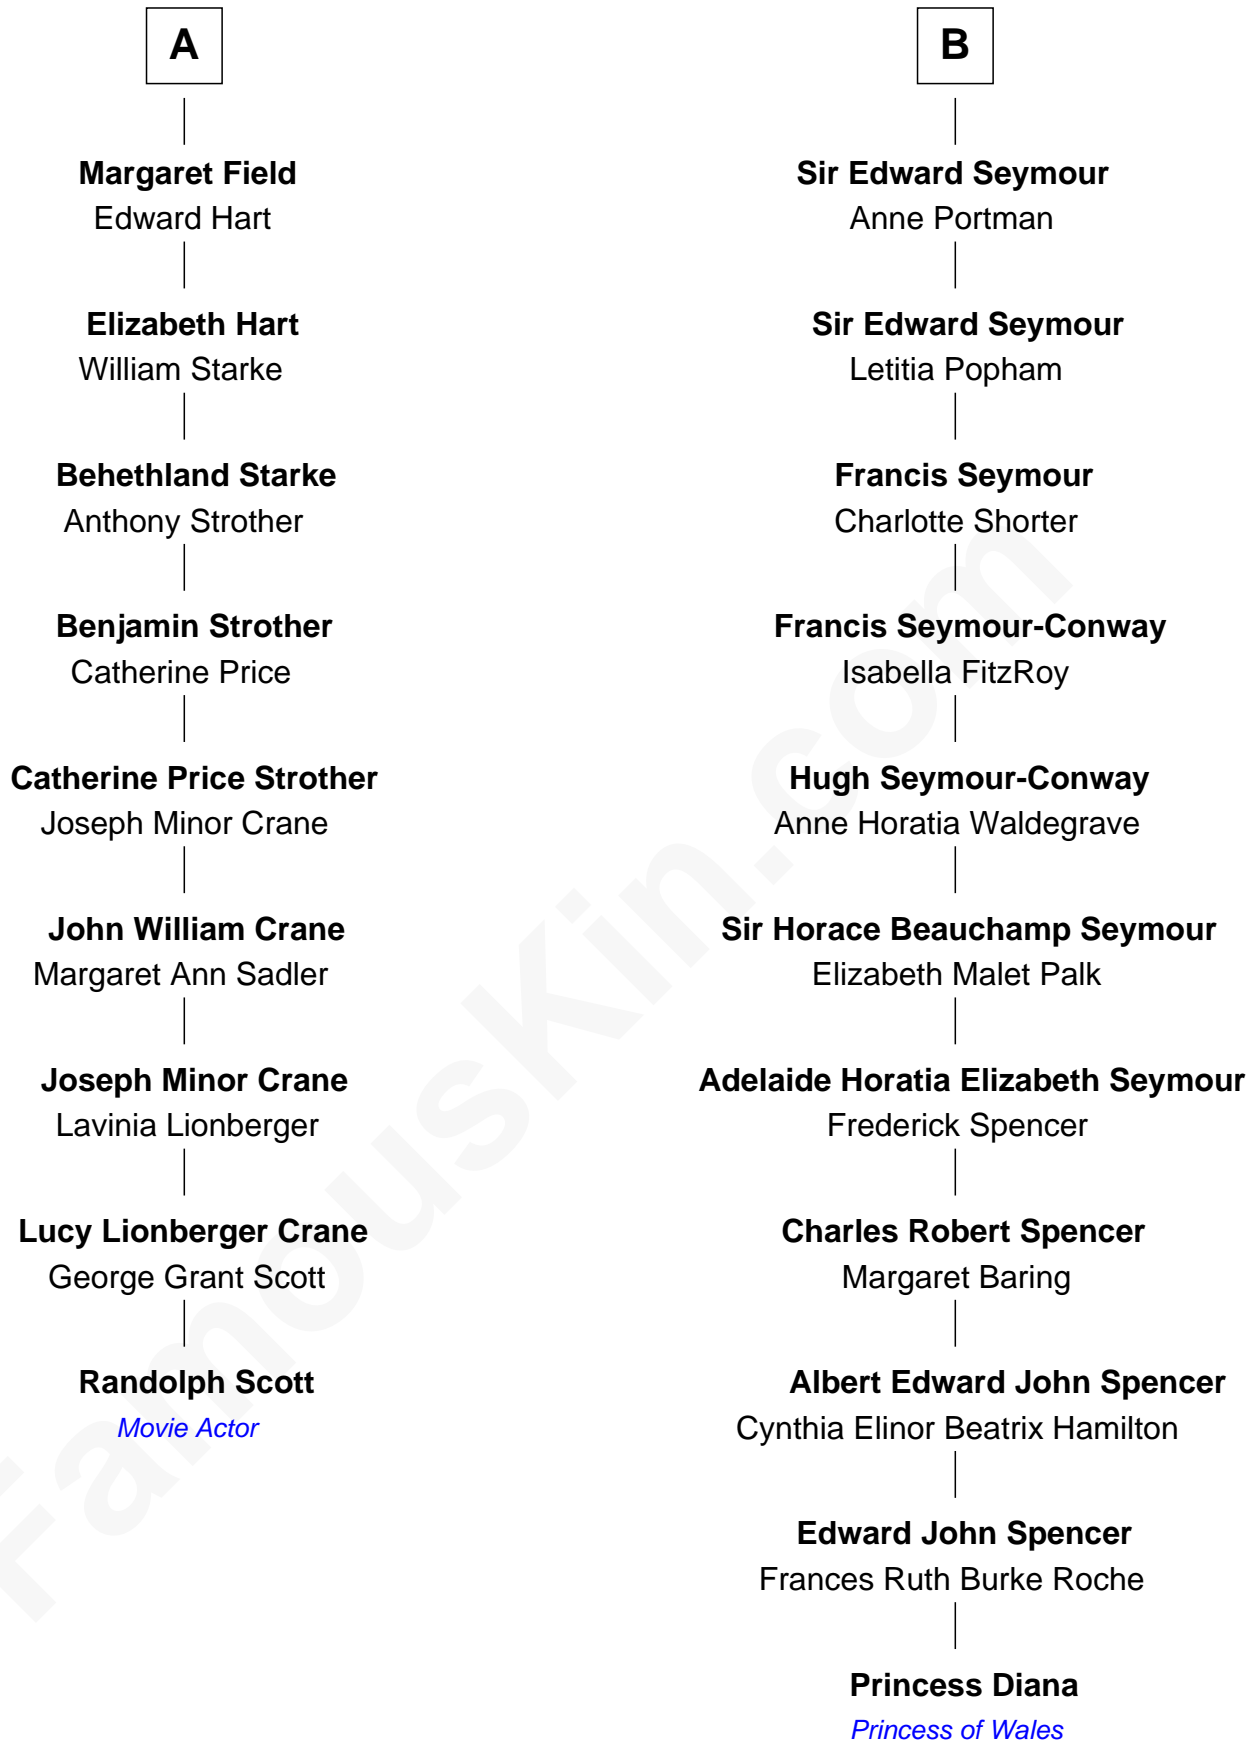 A
Margaret Field
Edward Hart
Elizabeth Hart
William Starke
Behethland Starke
Anthony Strother
Benjamin Strother
Catherine Price
Catherine Price Strother
Joseph Minor Crane
John William Crane
Margaret Ann Sadler
Joseph Minor Crane
Lavinia Lionberger
Lucy Lionberger Crane
George Grant Scott
Randolph Scott
Movie Actor
B
Sir Edward Seymour
Anne Portman
Sir Edward Seymour
Letitia Popham
Francis Seymour
Charlotte Shorter
Francis Seymour-Conway
Isabella FitzRoy
Hugh Seymour-Conway
Anne Horatia Waldegrave
Sir Horace Beauchamp Seymour
Elizabeth Malet Palk
Adelaide Horatia Elizabeth Seymour
Frederick Spencer
Charles Robert Spencer
Margaret Baring
Albert Edward John Spencer
Cynthia Elinor Beatrix Hamilton
Edward John Spencer
Frances Ruth Burke Roche
Princess Diana
Princess of Wales
FamousKin.com